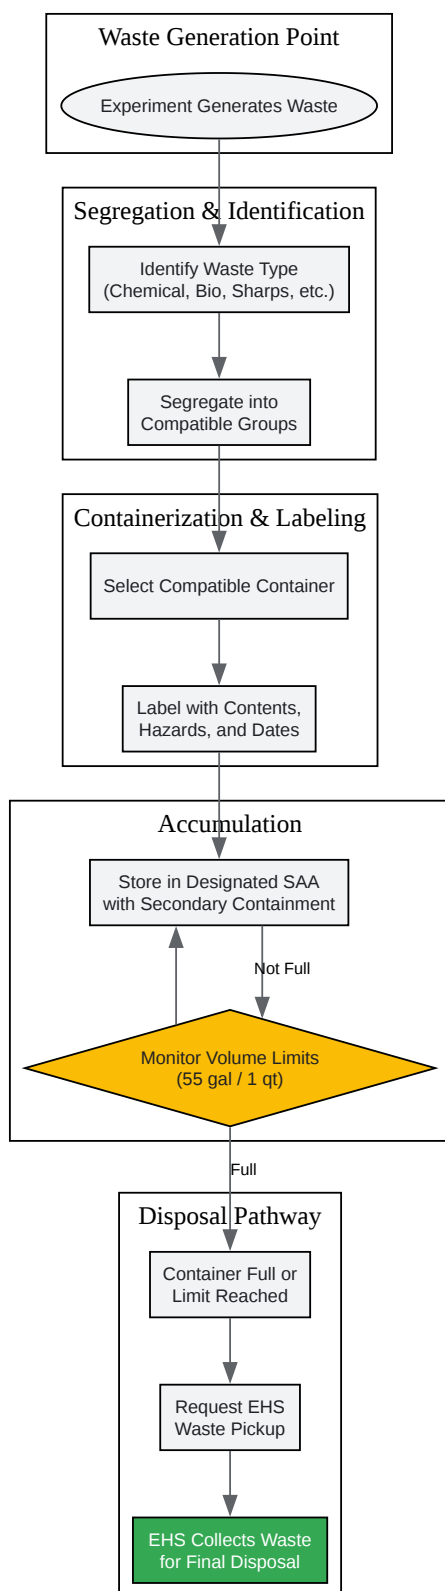 Waste Generation Point
Experiment Generates Waste
Segregation & Identification
Identify Waste Type
(Chemical, Bio, Sharps, etc.)
Segregate into
Compatible Groups
Containerization & Labeling
Select Compatible Container
Label with Contents,
Hazards, and Dates
Accumulation
Store in Designated SAA
with Secondary Containment
Not Full
Monitor Volume Limits
(55 gal / 1 qt)
Full
Disposal Pathway
Container Full or
Limit Reached
Request EHS
Waste Pickup
EHS Collects Waste
for Final Disposal